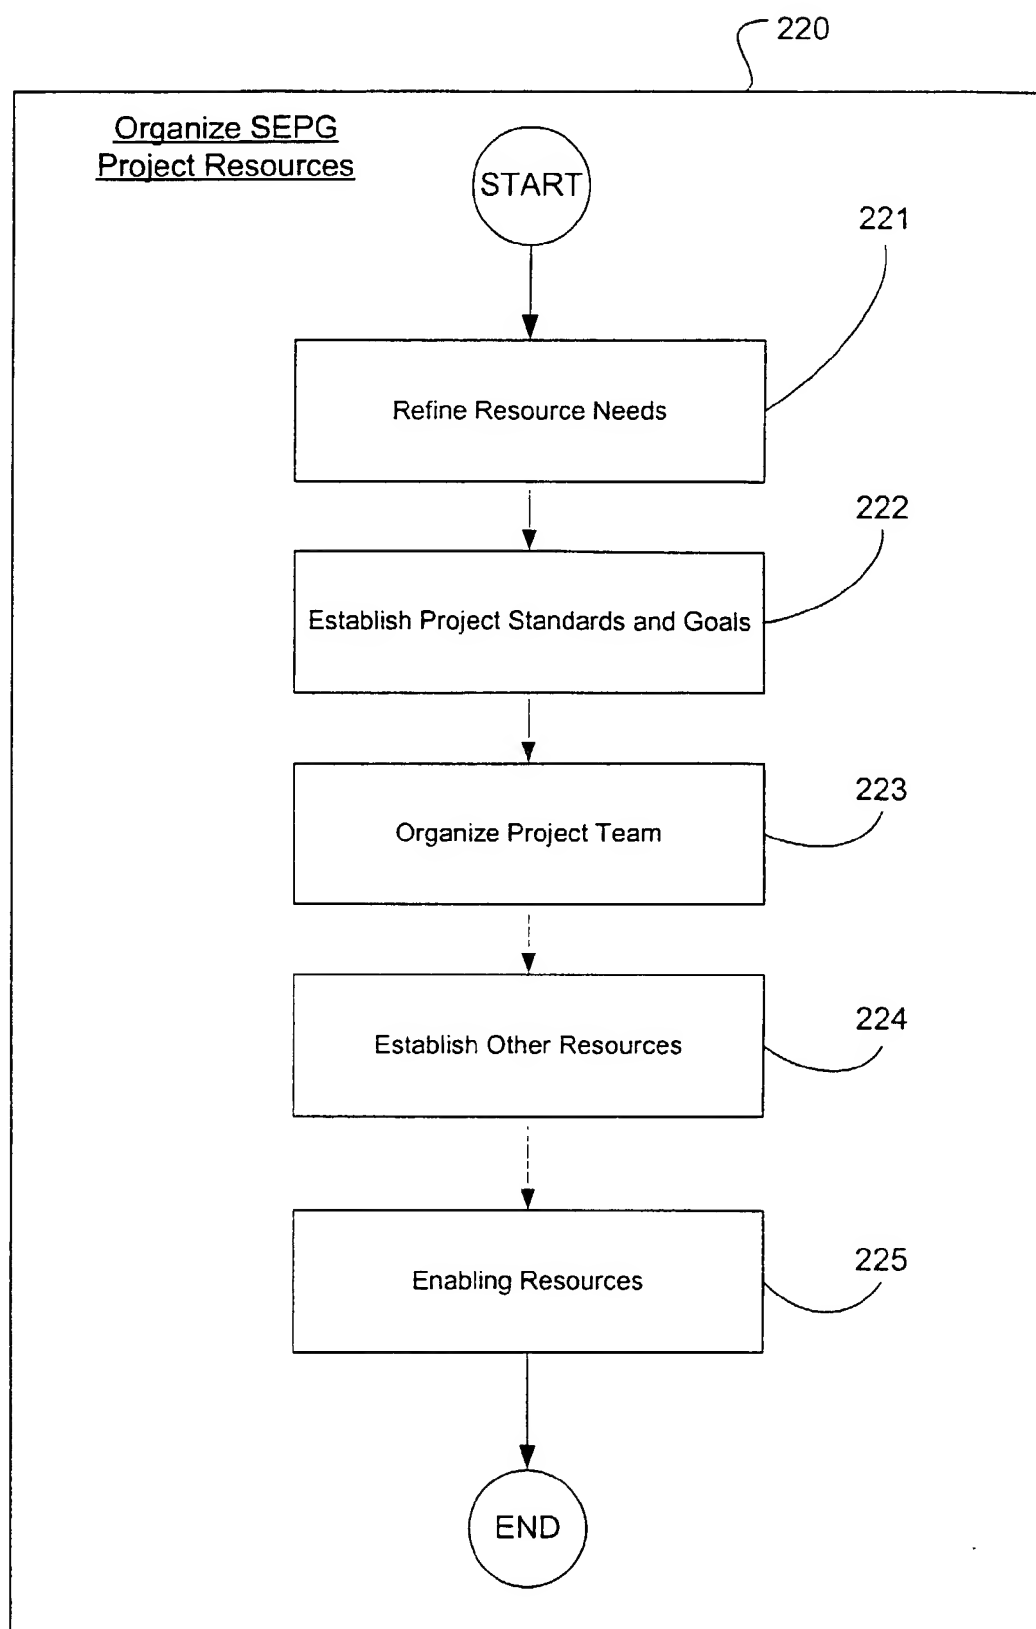 220
Organize SEPG
Project Resources
START
221
Refine Resource Needs
222
Establish Project Standards and Goals
223
Organize Project Team
224
Establish Other Resources
225
Enabling Resources
END